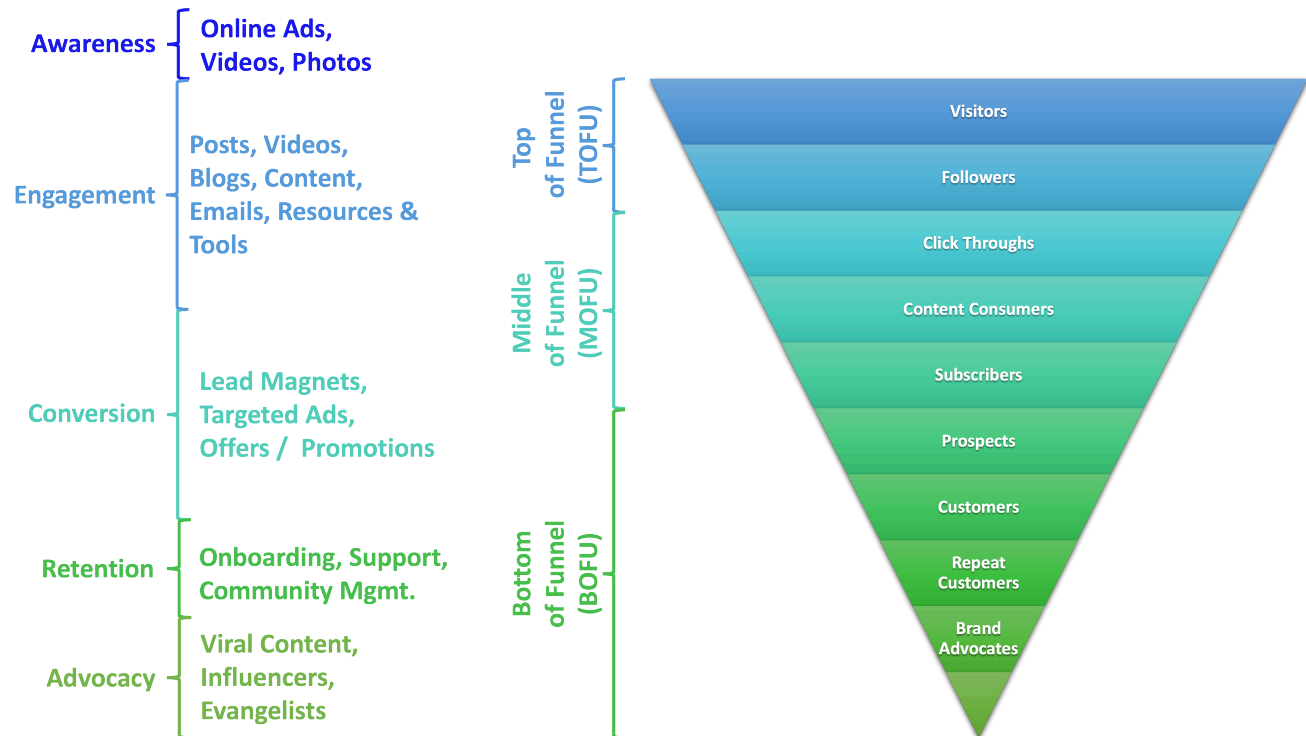 Awareness
Online Ads,
Videos, Photos
Engagement
Posts, Videos,
Blogs, Content,
Emails, Resources &
Tools
Conversion
Lead Magnets,
Targeted Ads,
Offers /  Promotions
Retention
Onboarding, Support,
Community Mgmt.
Advocacy
Viral Content,
Influencers,
Evangelists
Top
of Funnel
(TOFU)
Middle
of Funnel
(MOFU)
Bottom
of Funnel
(BOFU)
Visitors
Followers
Click Throughs
Content Consumers
Subscribers
Prospects
Customers
Repeat
Customers
Brand
Advocates